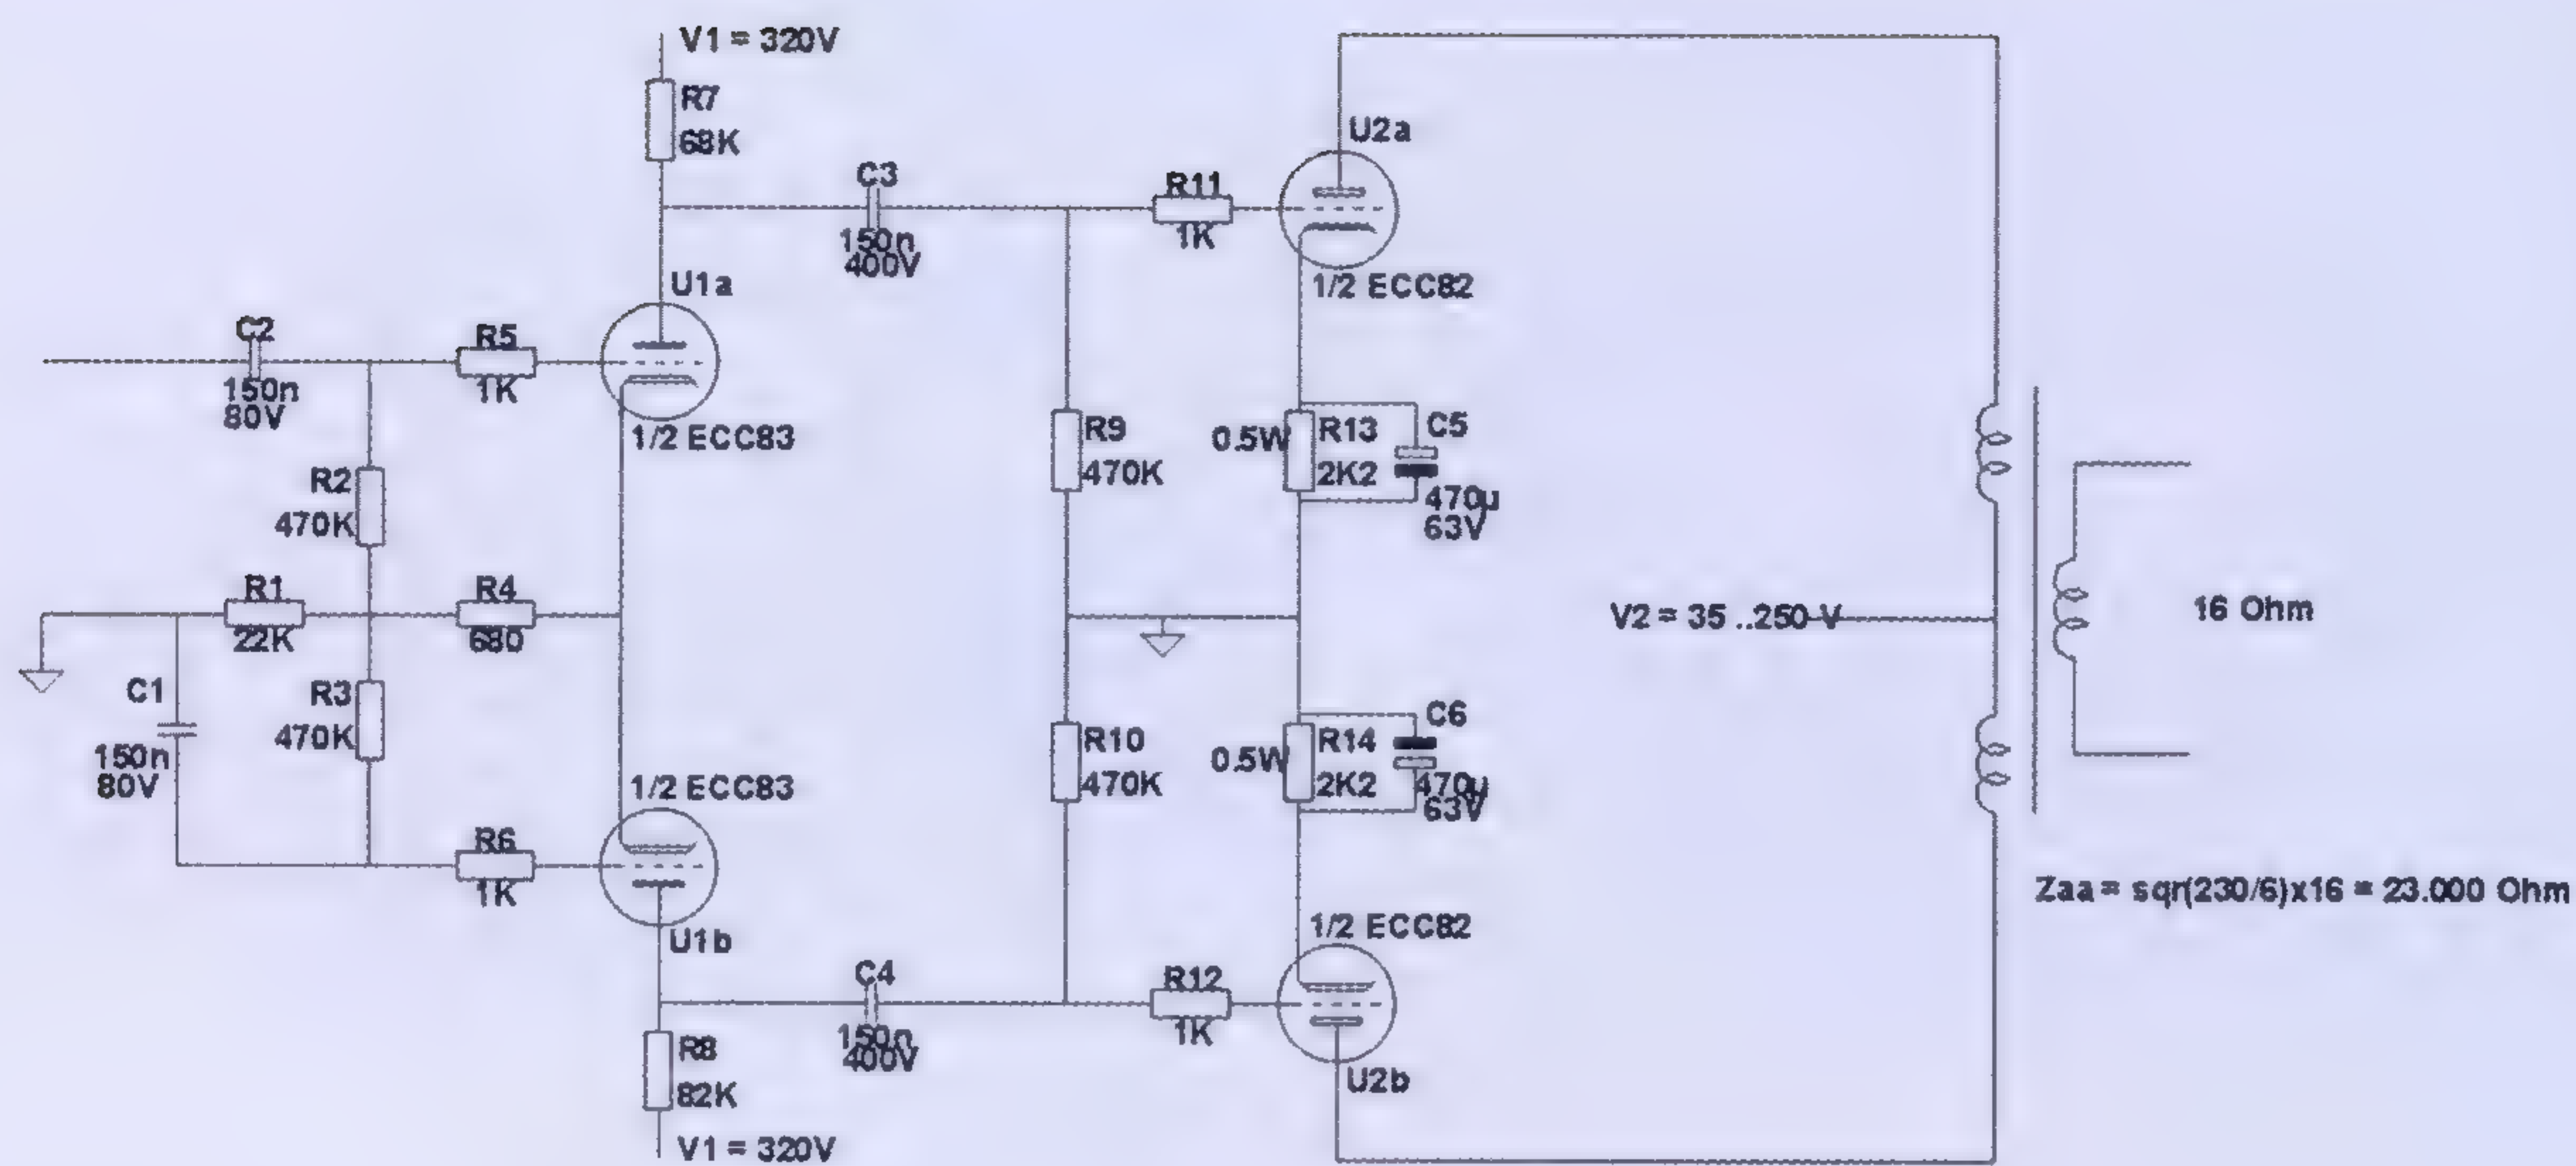 V1 = 320V
R7
68K
U2a
C3
150n
400V
R11
1K
U1a
1/2 ECC82
C2
150n
80V
R5
1K
1/2 ECC83
R9
470K
0.5W
R13
2K2
C5
470µ
63V
R2
470K
R1
22K
R4
680
V2 = 35 ..250 V
16 Ohm
C1
150n
80V
R3
470K
R10
470K
0.5W
R14
2K2
C6
470µ
63V
1/2 ECC83
R6
1K
Zaa = sqr(230/6)x16 = 23.000 Ohm
U1b
1/2 ECC82
C4
150n
400V
R12
1K
R8
82K
U2b
V1 = 320V